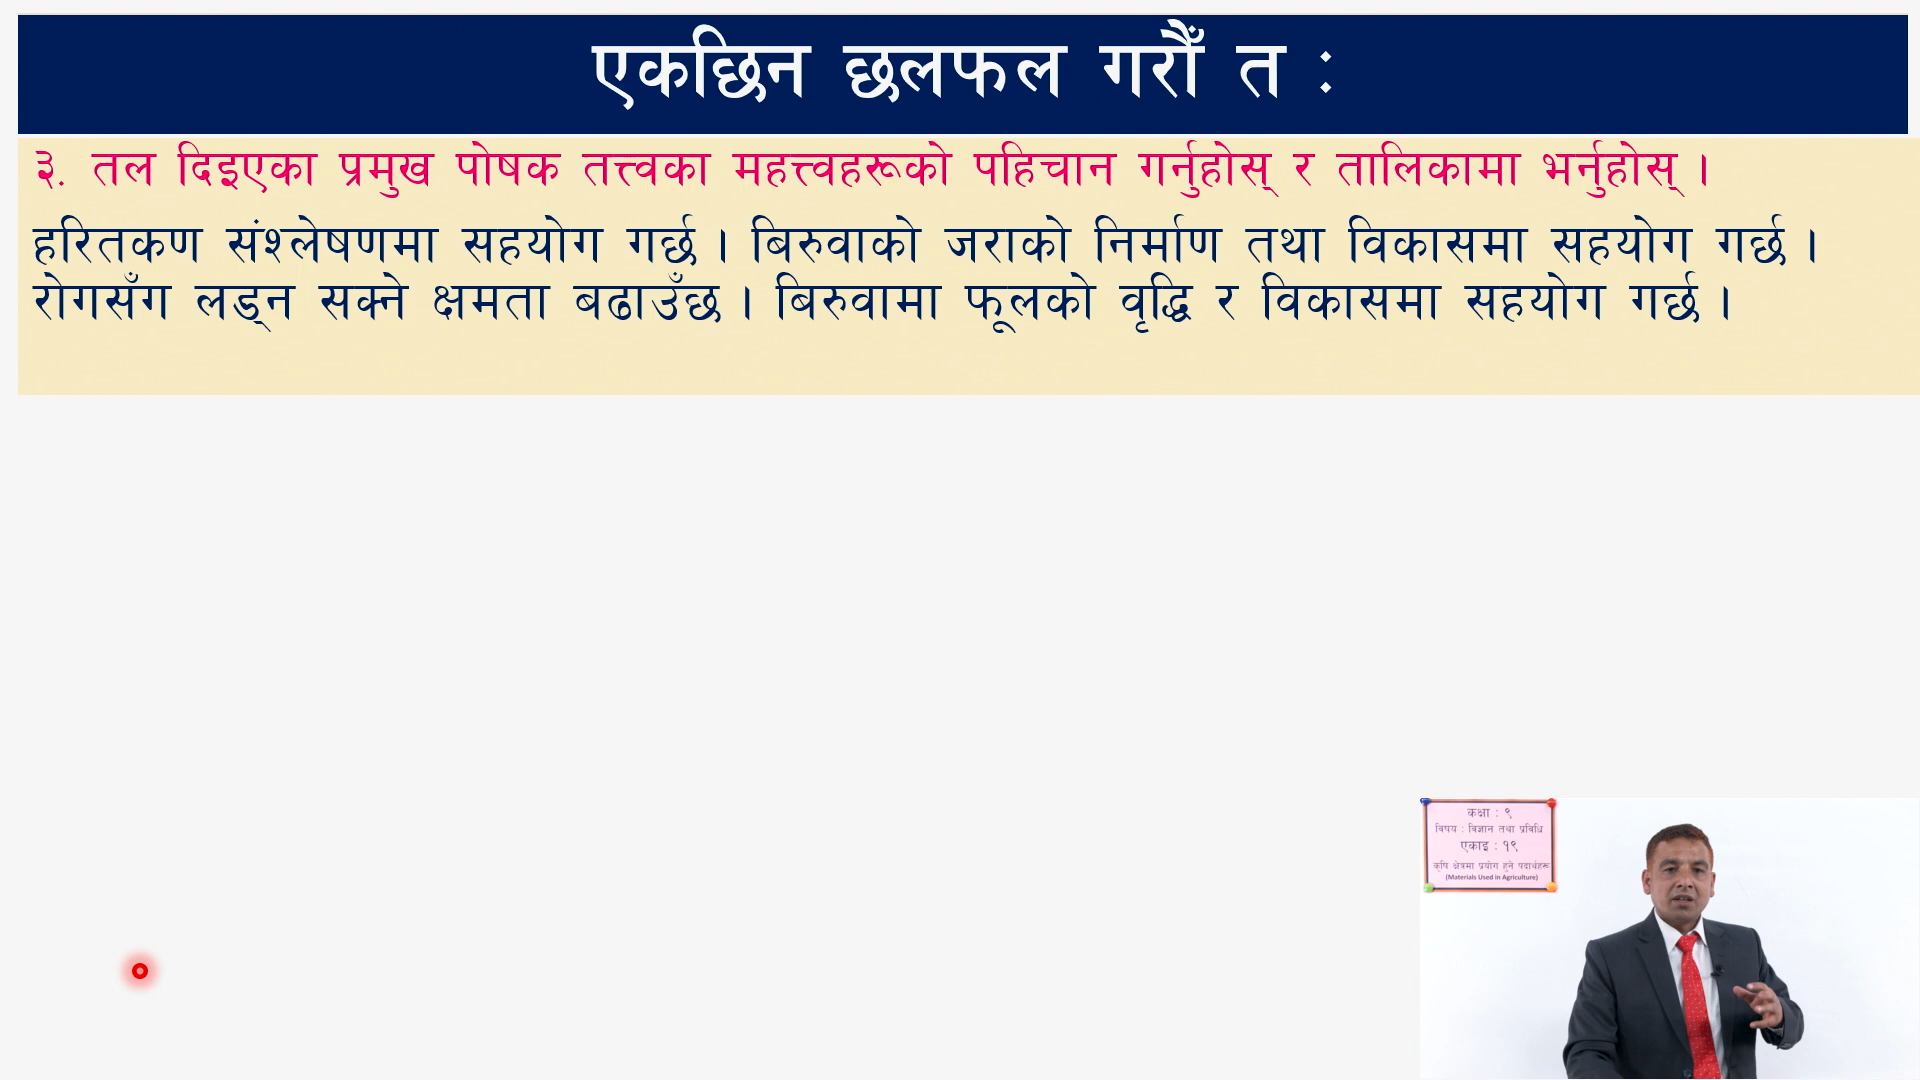 एकछिन छलफल गरौँ त :
३. तल दिइएका प्रमुख पोषक तत्त्वका महत्त्वहरूको पहिचान गर्नुहोस् र तालिकामा भर्नुहोस् ।
हरितकण संश्लेषणमा सहयोग गर्छ । बिरुवाको जराको निर्माण तथा विकासमा सहयोग गर्छ ।
रोगसँग लड्न सक्ने क्षमता बढाउँछ । बिरुवामा फूलको वृद्धि र विकासमा सहयोग गर्छ ।
कक्षा : ९
विषय : विज्ञान तथा प्रविधि
एकाइ : १९
कृषि क्षेत्रमा प्रयोग हुने पदार्थहरू
(Materials Used in Agriculture)